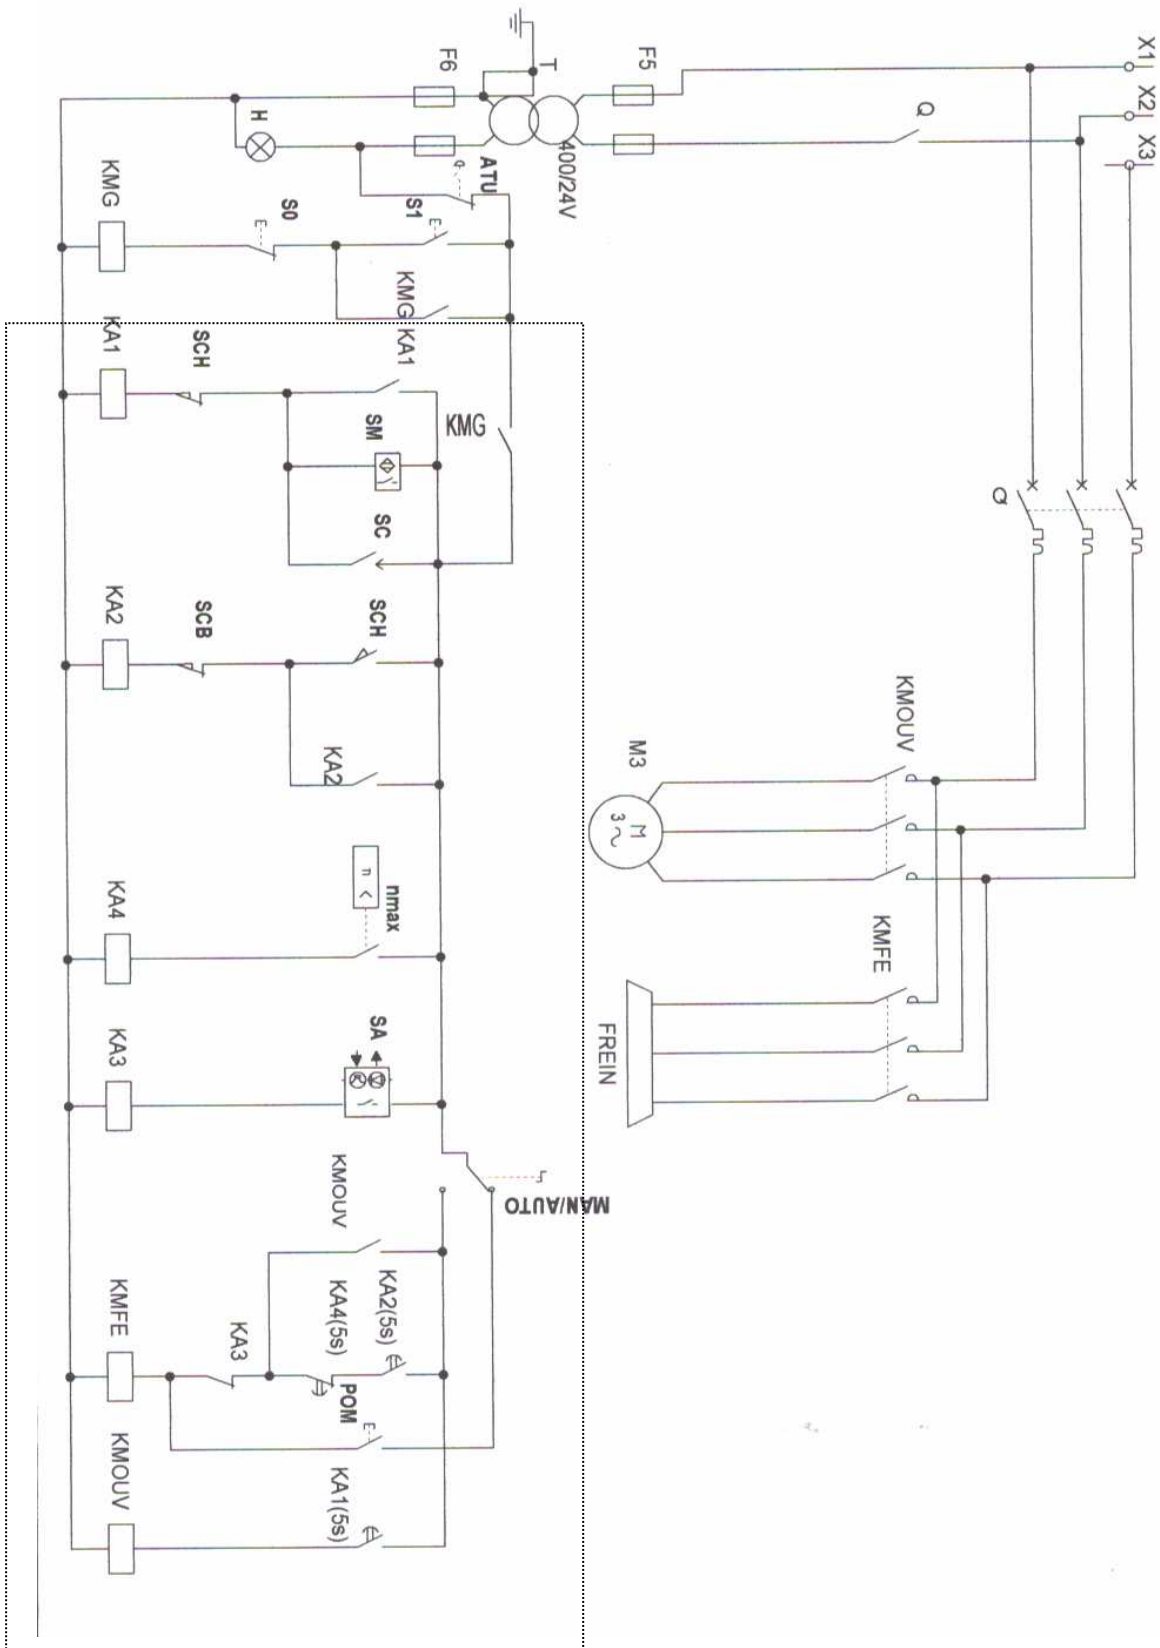 X1
X2
X3
F5
Q
T
F6
400/24V
H
ATU
S1
S0
KMG
KMG
KA1
SCH
KA1
SM
KMG
SC
Q
KA2
SCB
SCH
KA2
KMOUV
M3
M
3
KMFE
FREIN
KA4
n <
nmax
KA3
SA
MAN/AUTO
KMOUV
KA2(5s)
KA4(5s)
KA3
KMFE
POM
E
E
E
KA1(5s)
KMOUV